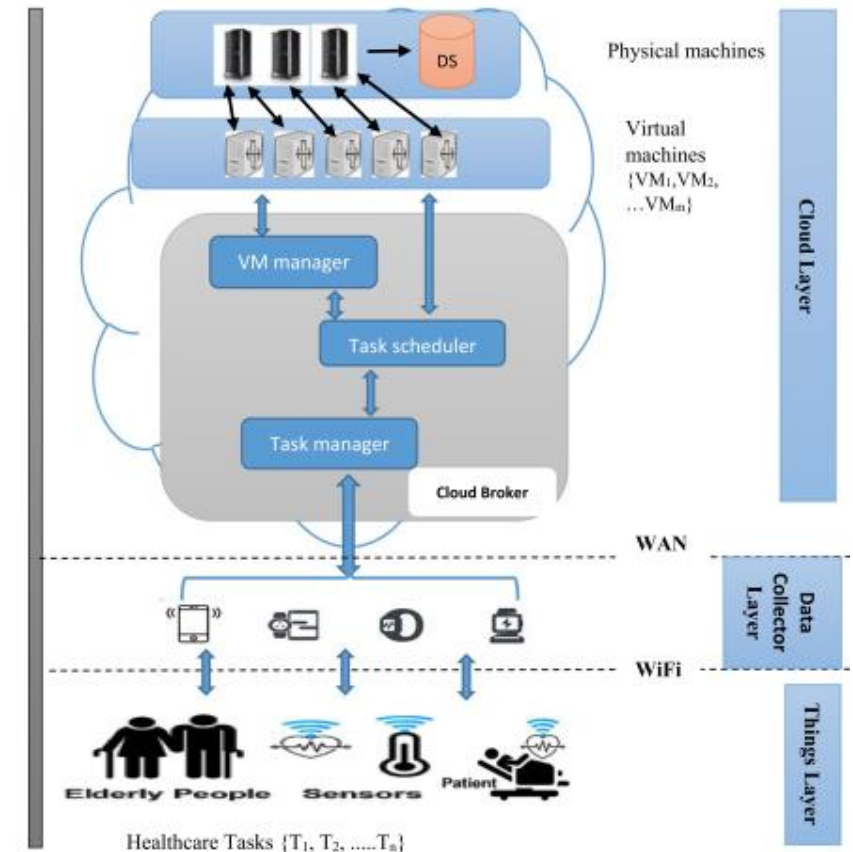 DS
Physical machines
Virtual
machines
{VM₁,VM₂,
…VMₘ}
Cloud Layer
VM manager
Task scheduler
Task manager
Cloud Broker
WAN
Data
Collector
Layer
WiFi
Things Layer
Elderly People
Sensors
Patient
Healthcare Tasks {T₁, T₂, .....Tₙ}